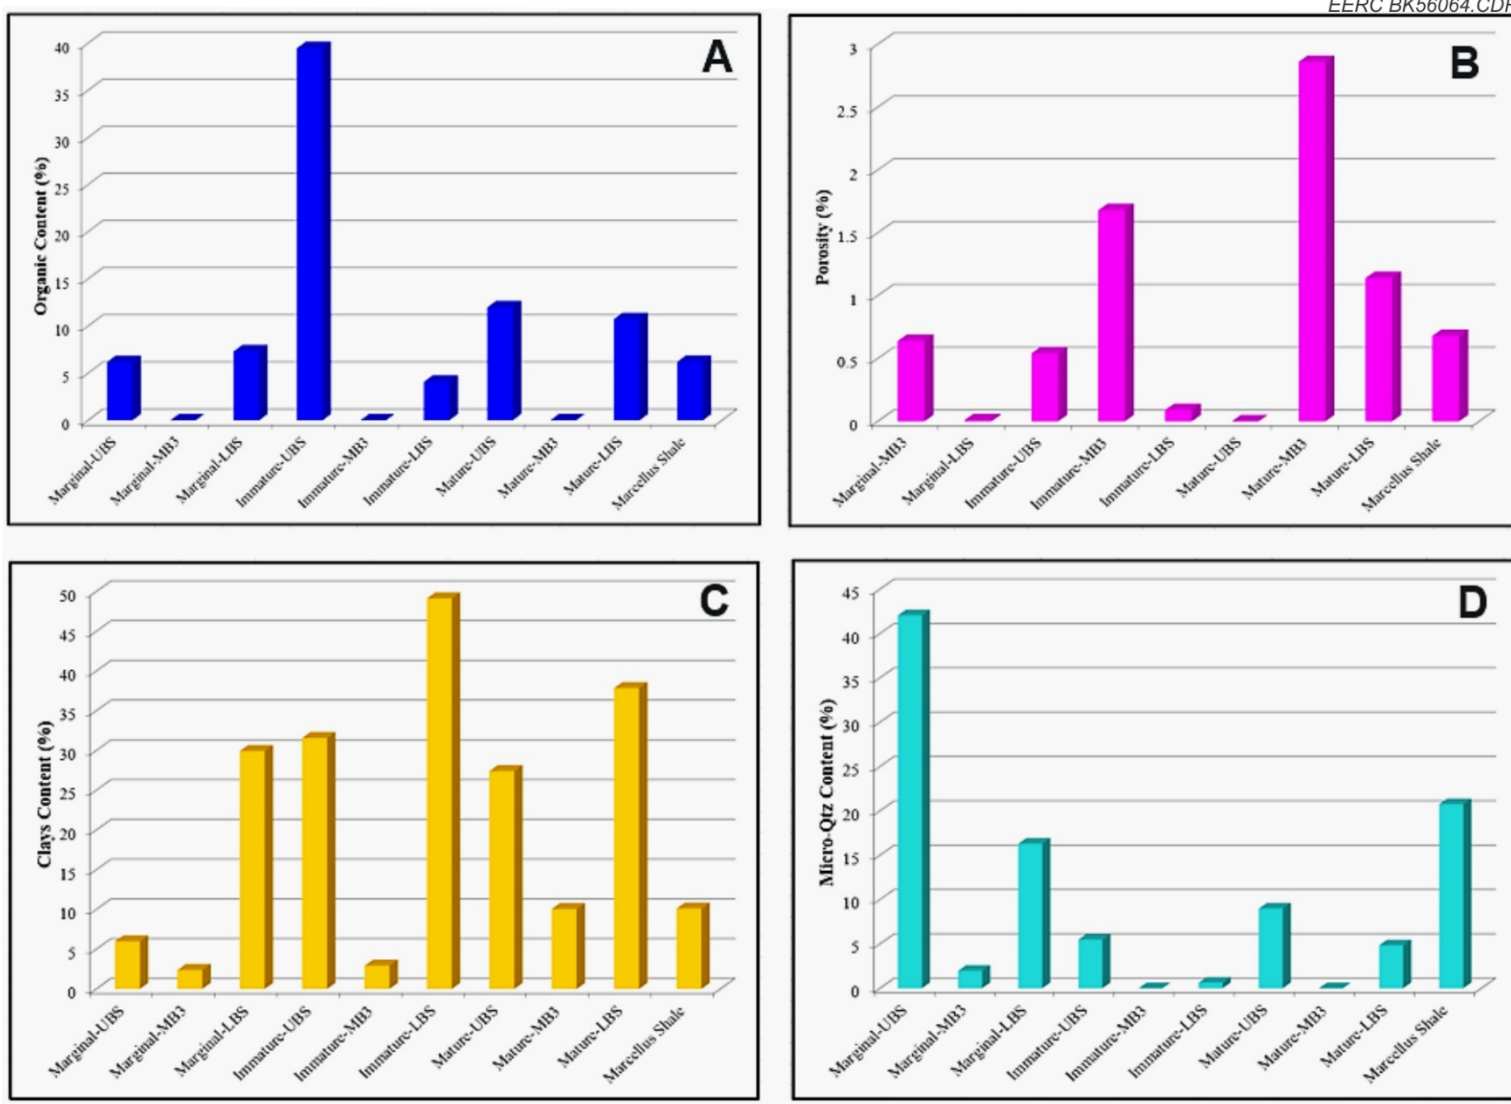 EERC BK56064.CDR
A
Organic Content (%)
40
35
30
25
20
15
10
5
0
Marginal-UBS
Marginal-MB3
Marginal-LBS
Immature-UBS
Immature-MB3
Immature-LBS
Mature-UBS
Mature-MB3
Mature-LBS
Marcellus Shale
B
Porosity (%)
3
2.5
2
1.5
1
0.5
0
Marginal-MB3
Marginal-LBS
Immature-UBS
Immature-MB3
Immature-LBS
Mature-UBS
Mature-MB3
Mature-LBS
Marcellus Shale
C
Clays Content (%)
50
45
40
35
30
25
20
15
10
5
0
Marginal-UBS
Marginal-MB3
Marginal-LBS
Immature-UBS
Immature-MB3
Immature-LBS
Mature-UBS
Mature-MB3
Mature-LBS
Marcellus Shale
D
Micro-Qtz Content (%)
45
40
35
30
25
20
15
10
5
0
Marginal-UBS
Marginal-MB3
Marginal-LBS
Immature-UBS
Immature-MB3
Immature-LBS
Mature-UBS
Mature-MB3
Mature-LBS
Marcellus Shale